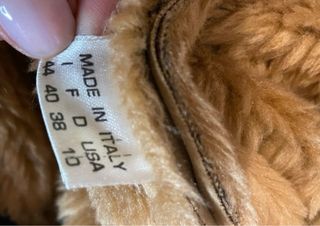 MADE IN ITALY
I F D USA
44 40 38 10